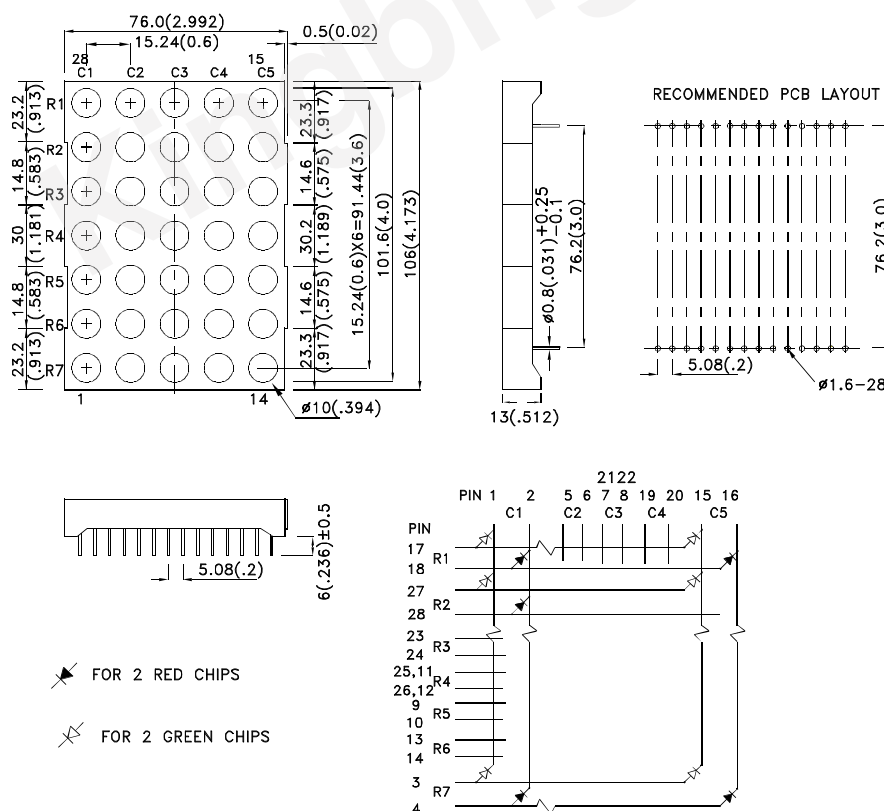 76.0(2.992)
15.24(0.6)
0.5(0.02)
28 15
C1 C2 C3 C4 C5
R1
R2
R3
R4
R5
R6
R7
23.2
(.913)
14.8
(.583)
30
(1.181)
14.8
(.583)
23.2
(.913)
23.3
(.917)
14.6
(.575)
30.2
(1.189)
14.6
(.575)
23.3
(.917)
15.24(0.6)X6=91.44(3.6)
101.6(4.0)
106(4.173)
1 14
ø10(.394)
ø0.8(.031)+0.25
-0.1
76.2(3.0)
13(.512)
RECOMMENDED PCB LAYOUT
76.2(3.0)
5.08(.2)
ø1.6-28
5.08(.2)
6(.236)±0.5
FOR 2 RED CHIPS
FOR 2 GREEN CHIPS
2122
PIN 1 2 5 6 7 8 19 20 15 16
C1 C2 C3 C4 C5
PIN
17
R1
18
27
R2
28
23
R3
24
25,11
R4
26,12
9
R5
10
13
R6
14
3
R7
4